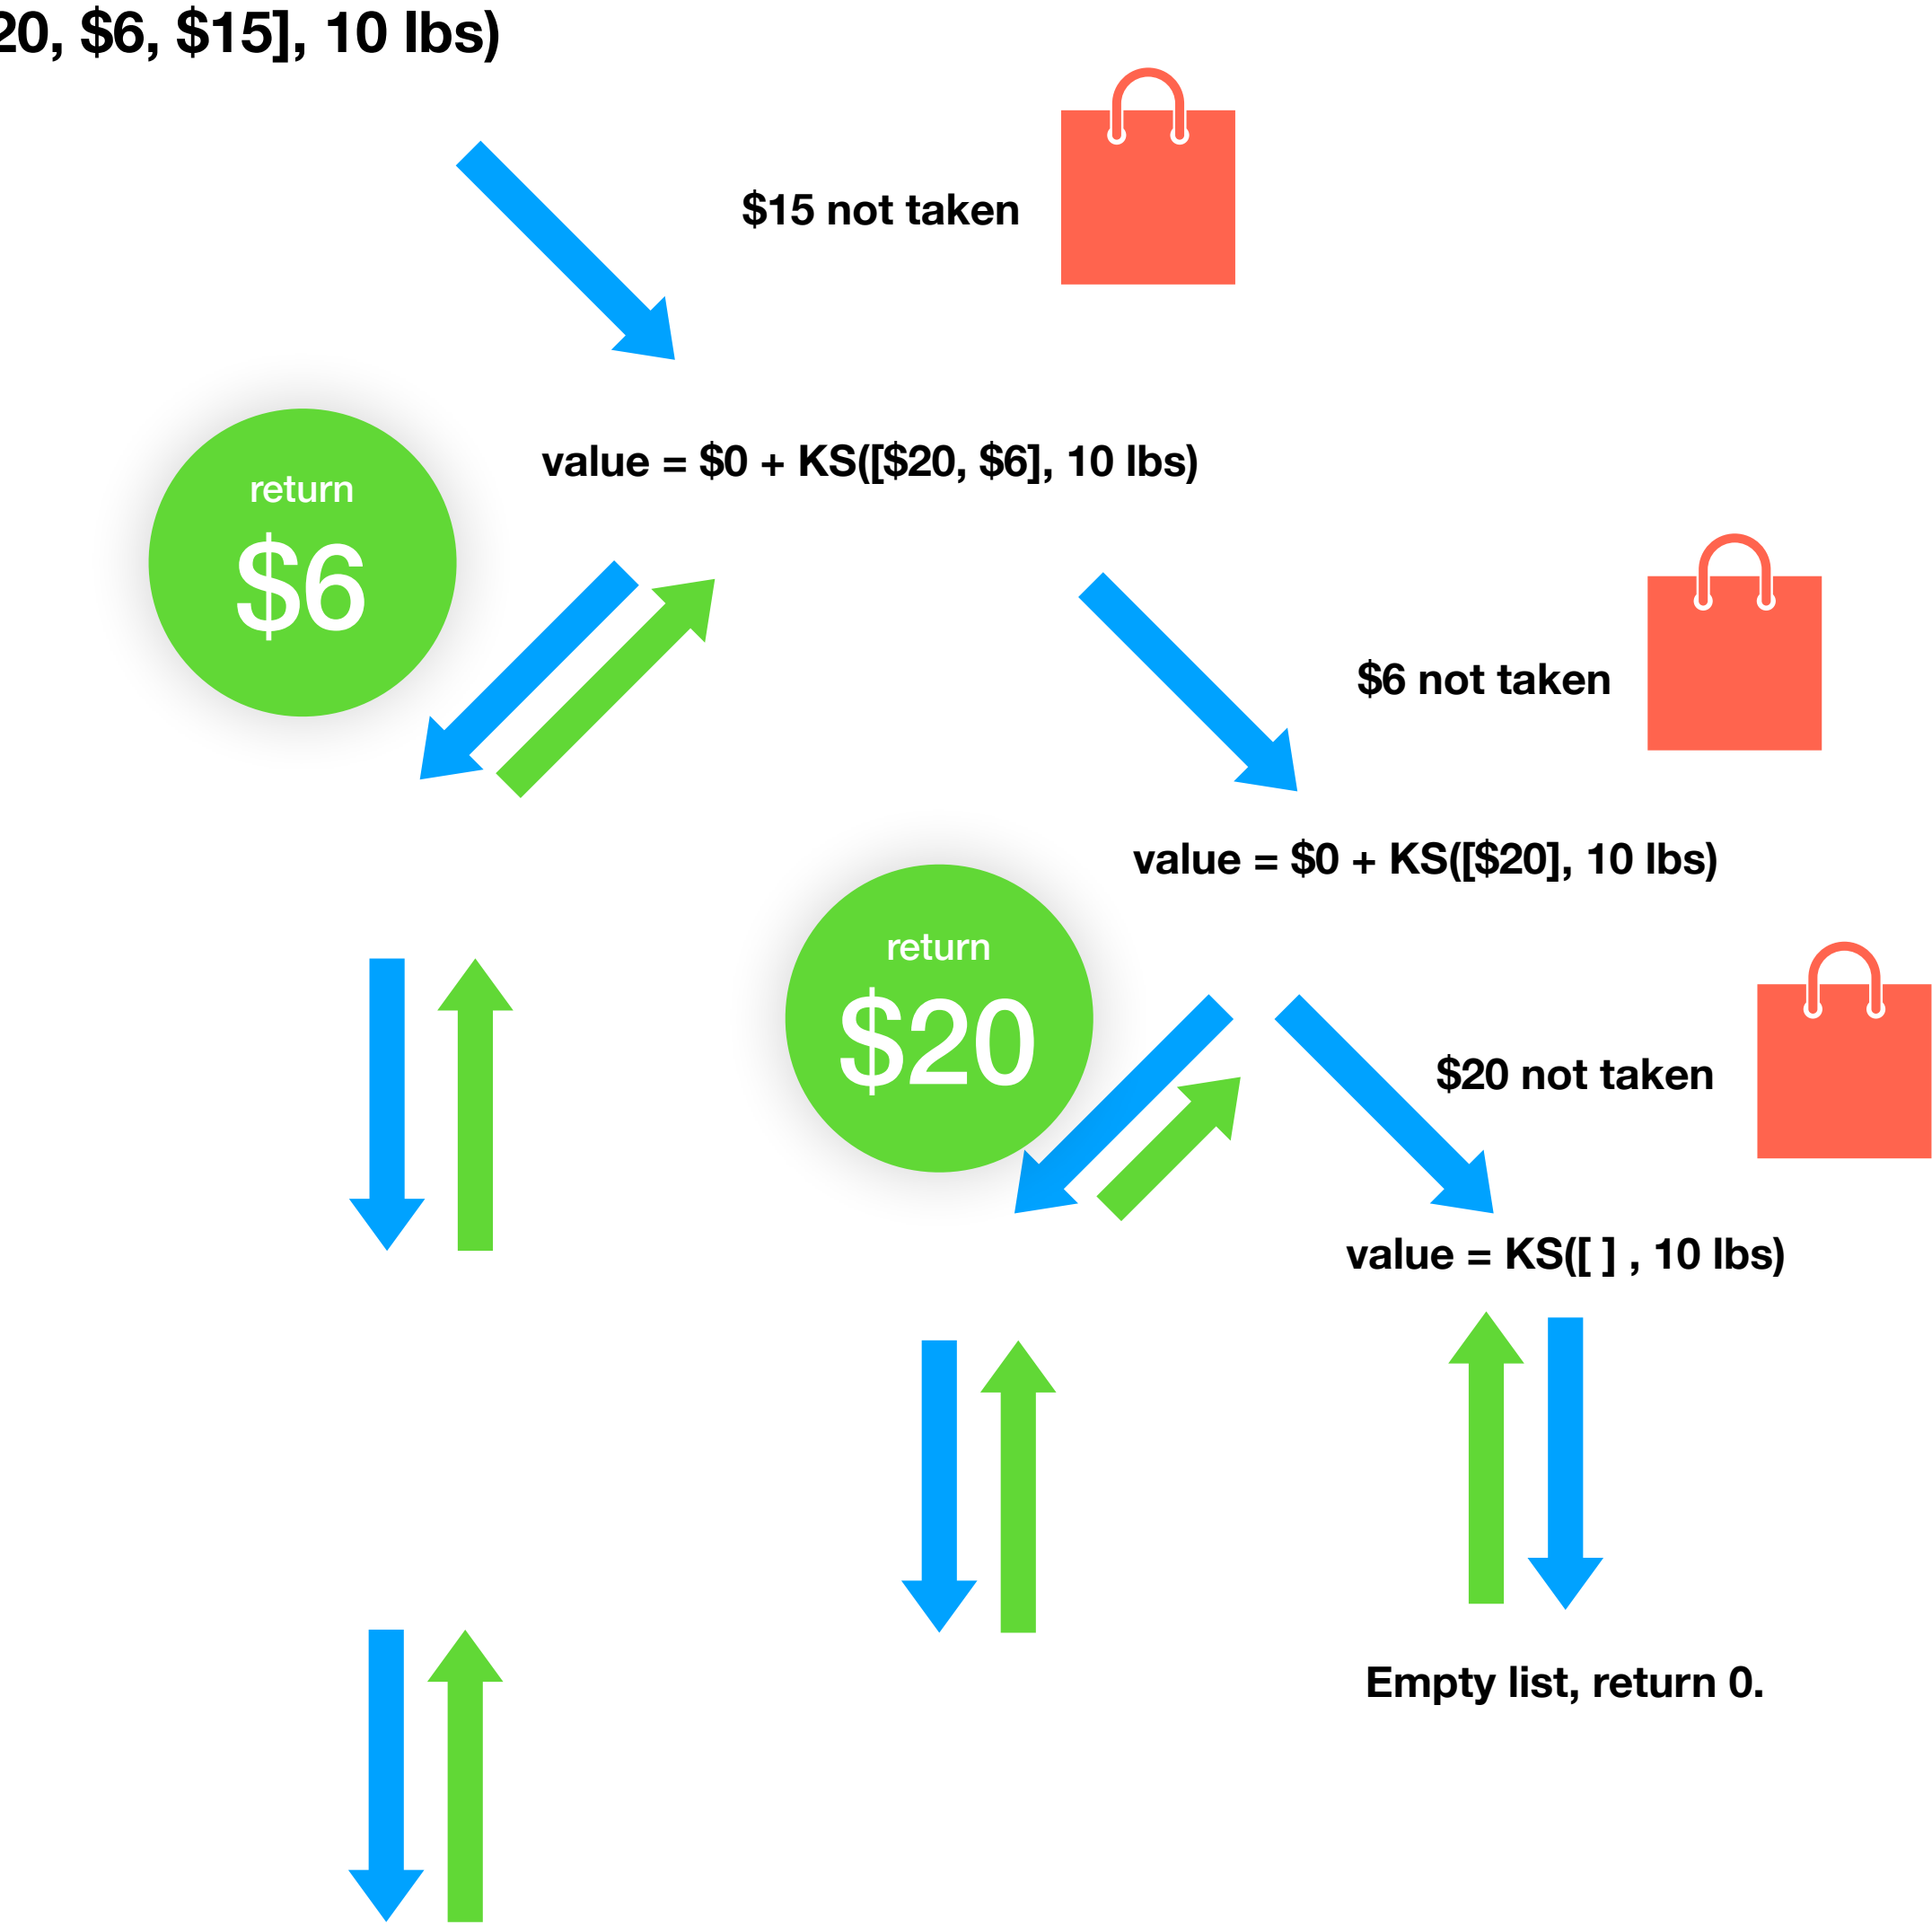 20, $6, $15], 10 lbs)
$15 not taken
value = $0 + KS([$20, $6], 10 lbs)
return
$6
$6 not taken
value = $0 + KS([$20], 10 lbs)
return
$20
$20 not taken
value = KS([ ] , 10 lbs)
Empty list, return 0.